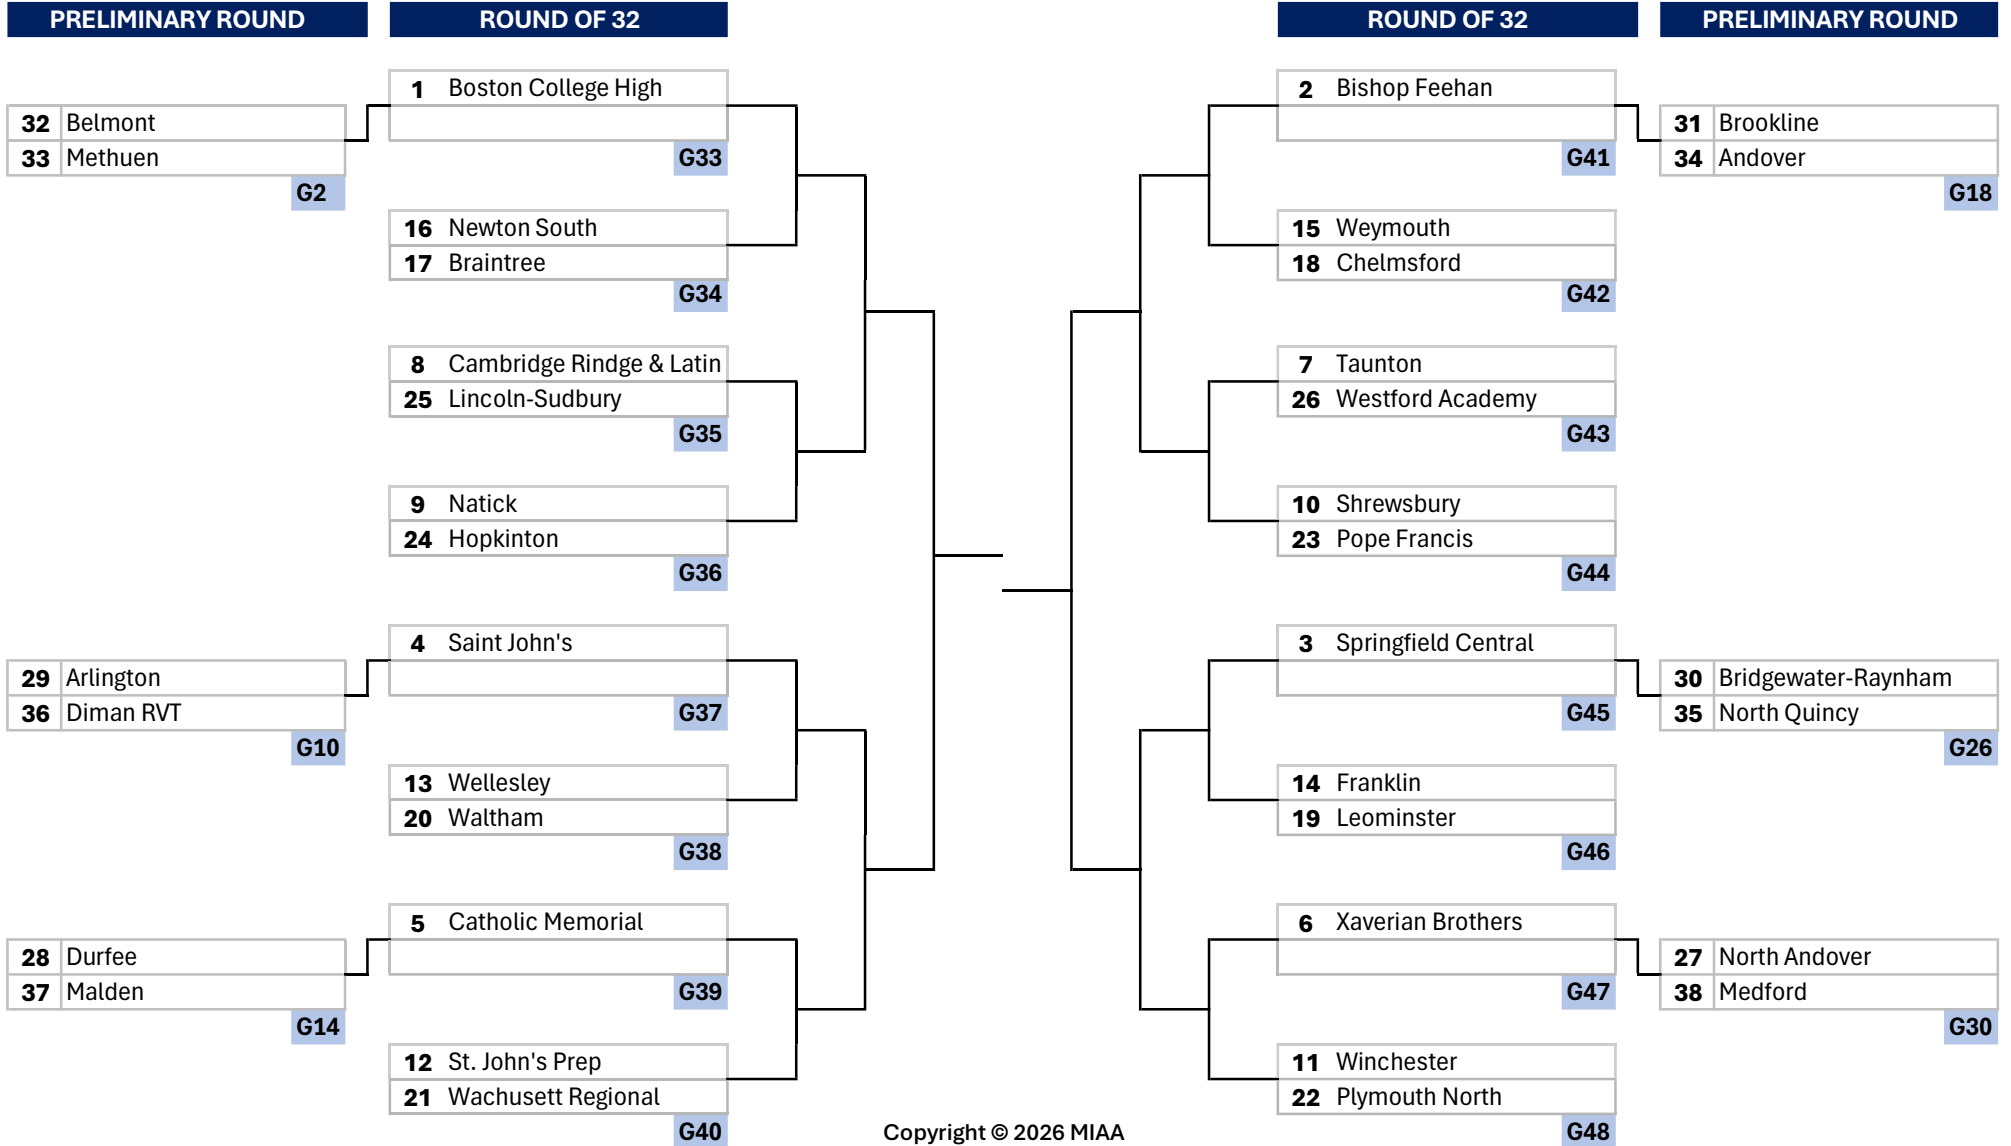 PRELIMINARY ROUND
ROUND OF 32
ROUND OF 32
PRELIMINARY ROUND
32 Belmont
33 Methuen
G2
29 Arlington
36 Diman RVT
G10
28 Durfee
37 Malden
G14
1 Boston College High
G33
16 Newton South
17 Braintree
G34
8 Cambridge Rindge & Latin
25 Lincoln-Sudbury
G35
9 Natick
24 Hopkinton
G36
4 Saint John's
G37
13 Wellesley
20 Waltham
G38
5 Catholic Memorial
G39
12 St. John's Prep
21 Wachusett Regional
G40
2 Bishop Feehan
G41
15 Weymouth
18 Chelmsford
G42
7 Taunton
26 Westford Academy
G43
10 Shrewsbury
23 Pope Francis
G44
3 Springfield Central
G45
14 Franklin
19 Leominster
G46
6 Xaverian Brothers
G47
11 Winchester
22 Plymouth North
G48
31 Brookline
34 Andover
G18
30 Bridgewater-Raynham
35 North Quincy
G26
27 North Andover
38 Medford
G30
Copyright © 2026 MIAA